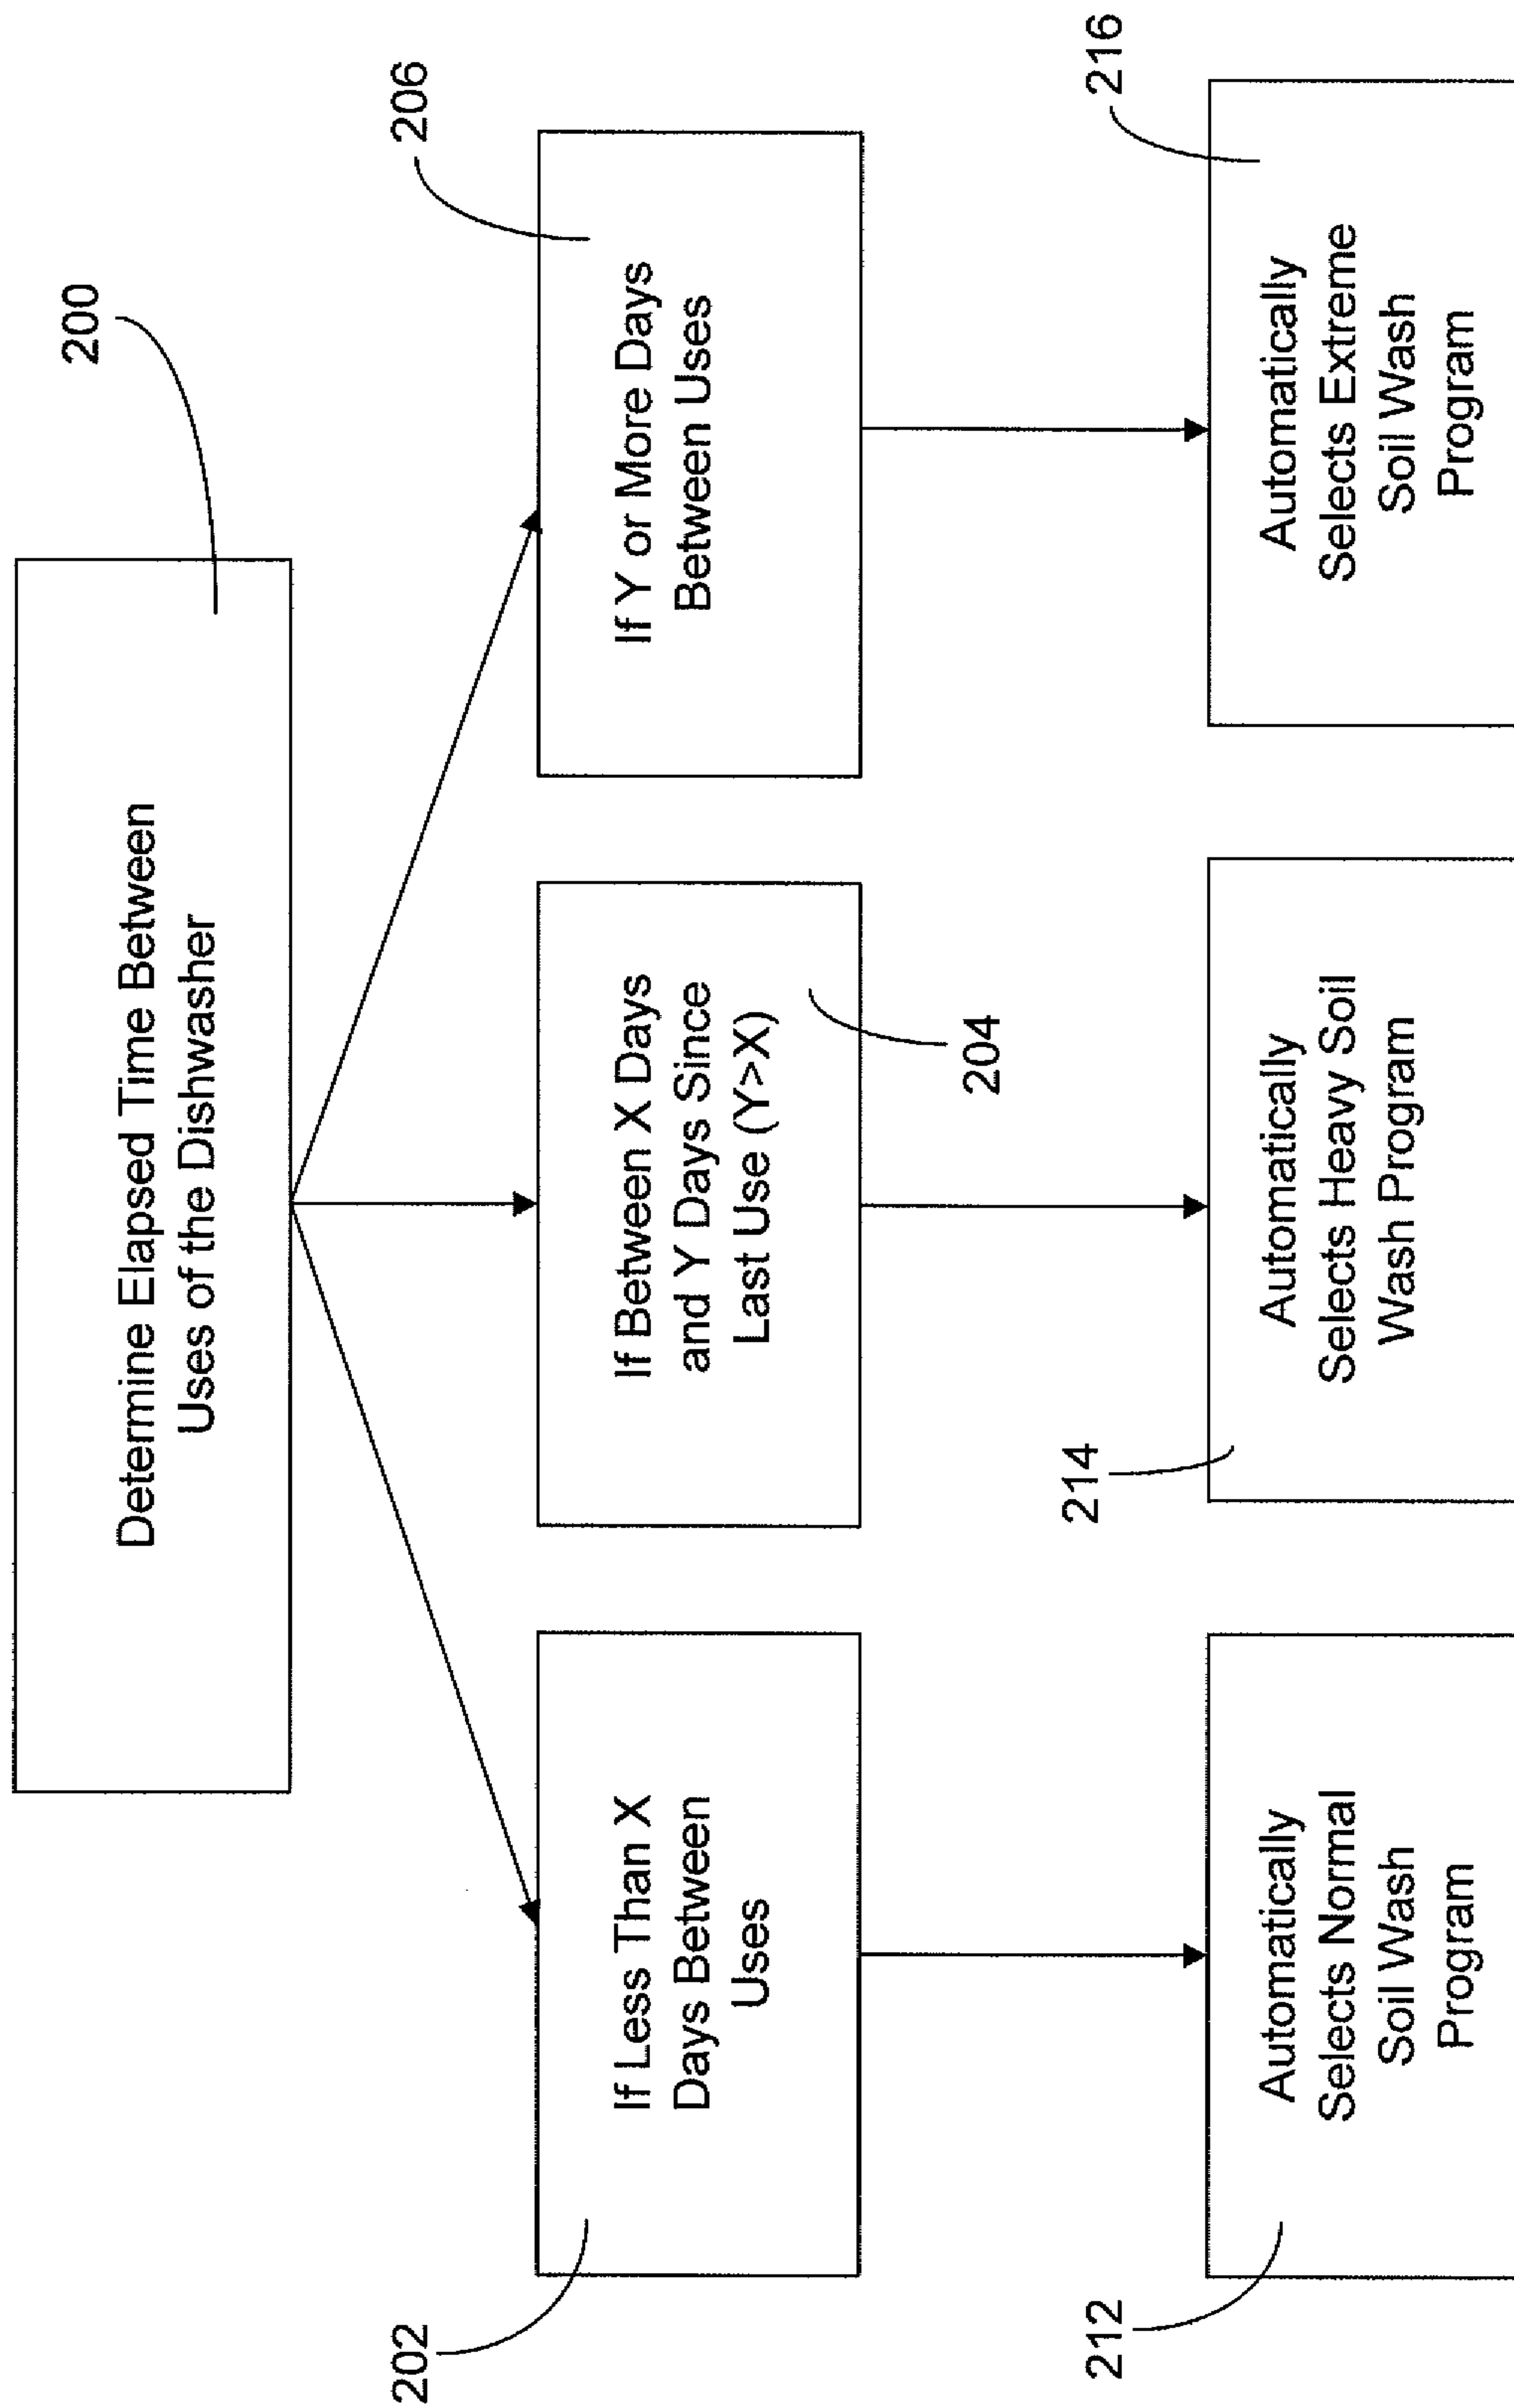 200
Determine Elapsed Time Between
Uses of the Dishwasher
202
If Less Than X
Days Between
Uses
If Between X Days
and Y Days Since
Last Use (Y>X)
204
206
If Y or More Days
Between Uses
212
Automatically
Selects Normal
Soil Wash
Program
214
Automatically
Selects Heavy Soil
Wash Program
216
Automatically
Selects Extreme
Soil Wash
Program